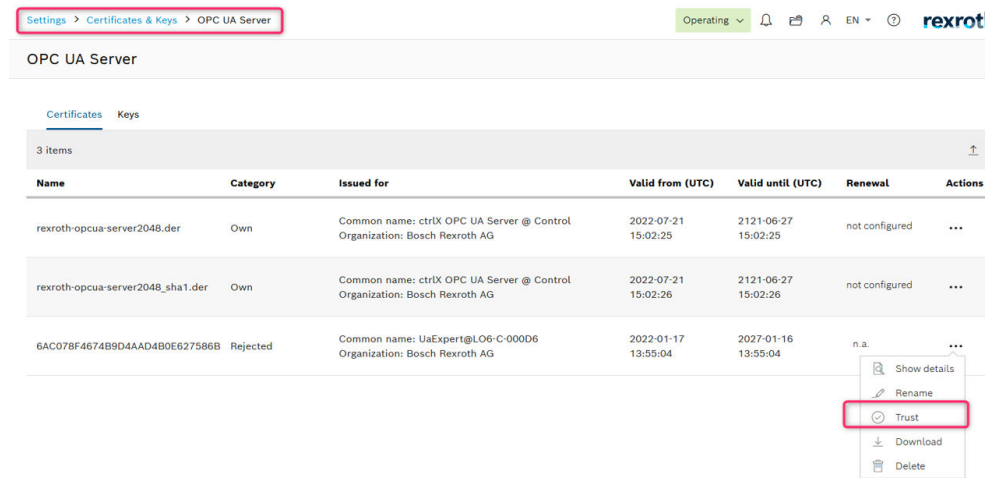 Settings > Certificates & Keys > OPC UA Server
Operating
EN
rexrot
OPC UA Server
Certificates Keys
3 items
Name Category Issued for Valid from (UTC) Valid until (UTC) Renewal Actions
rexroth-opcua-server2048.der Own Common name: ctrlX OPC UA Server @ Control 2022-07-21 2121-06-27 not configured ...
Organization: Bosch Rexroth AG 15:02:25 15:02:25
rexroth-opcua-server2048_sha1.der Own Common name: ctrlX OPC UA Server @ Control 2022-07-21 2121-06-27 not configured ...
Organization: Bosch Rexroth AG 15:02:26 15:02:26
6AC078F4674B9D4AAD4B0E627586B Rejected Common name: UaExpert@LO6-C-000D6 2022-01-17 2027-01-16 n.a. ...
Organization: Bosch Rexroth AG 13:55:04 13:55:04
Show details
Rename
Trust
Download
Delete